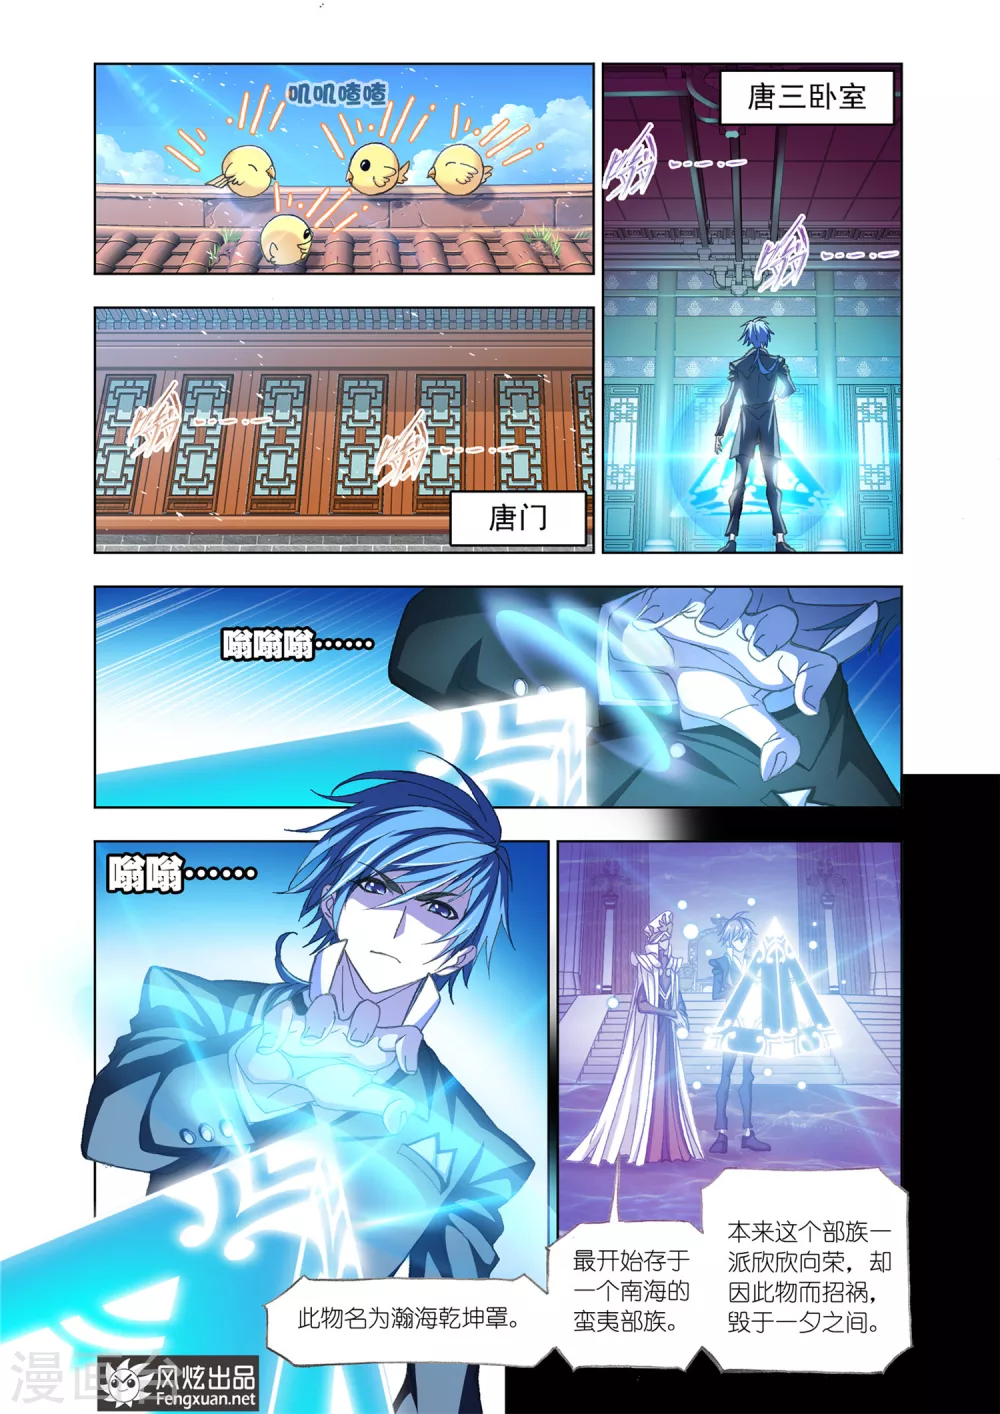 叽叽喳喳
唐三卧室
嗡……
嗡……
嗡……
嗡……
唐门
嗡嗡嗡……
嗡嗡……
此物名为瀚海乾坤罩。
最开始存于
一个南海的
蛮夷部族。
本来这个部族一
派欣欣向荣，却
因此物而招祸，
毁于一夕之间。
漫画台
风炫出品
Fengxuan.net